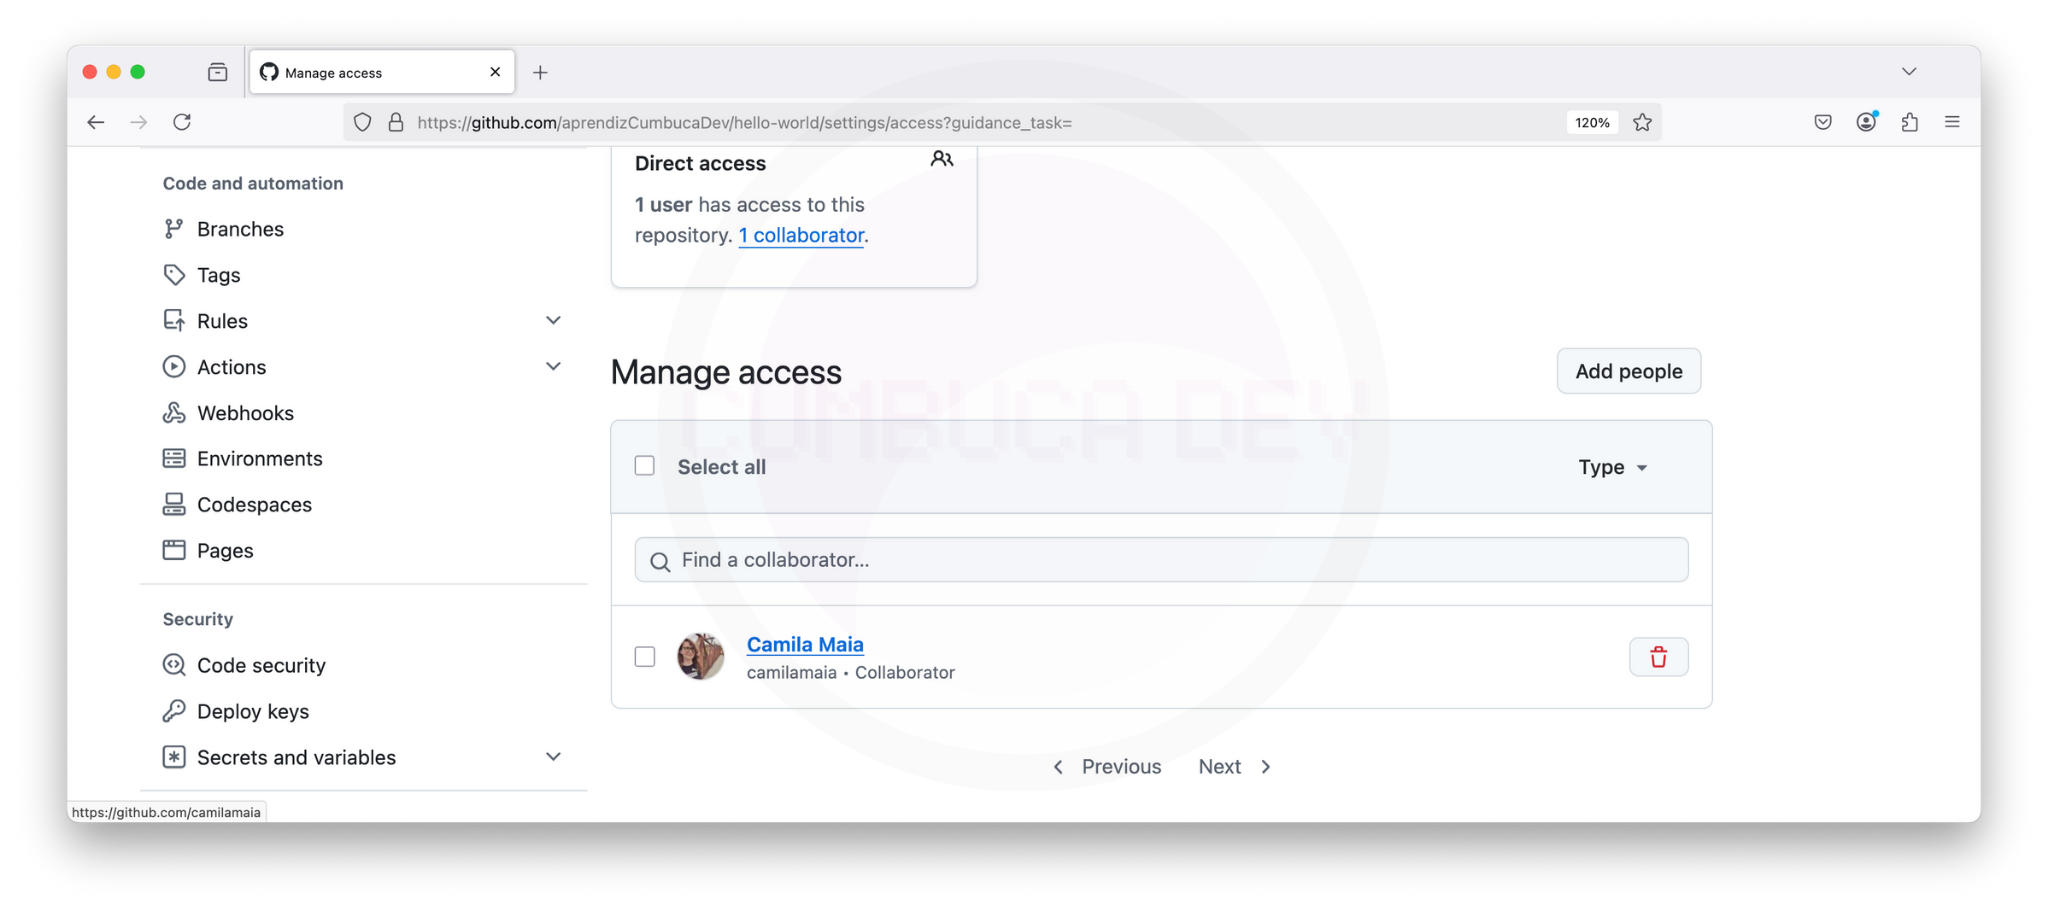 Manage access
https://github.com/aprendizCumbucaDev/hello-world/settings/access?guidance_task=
120%
Code and automation
Branches
Tags
Rules
Actions
Webhooks
Environments
Codespaces
Pages
Security
Code security
Deploy keys
Secrets and variables
https://github.com/camilamaia
Direct access
1 user has access to this
repository. 1 collaborator.
Manage access
Add people
CUMBUCA DEV
Select all
Type
Find a collaborator...
Camila Maia
camilamaia • Collaborator
Previous
Next